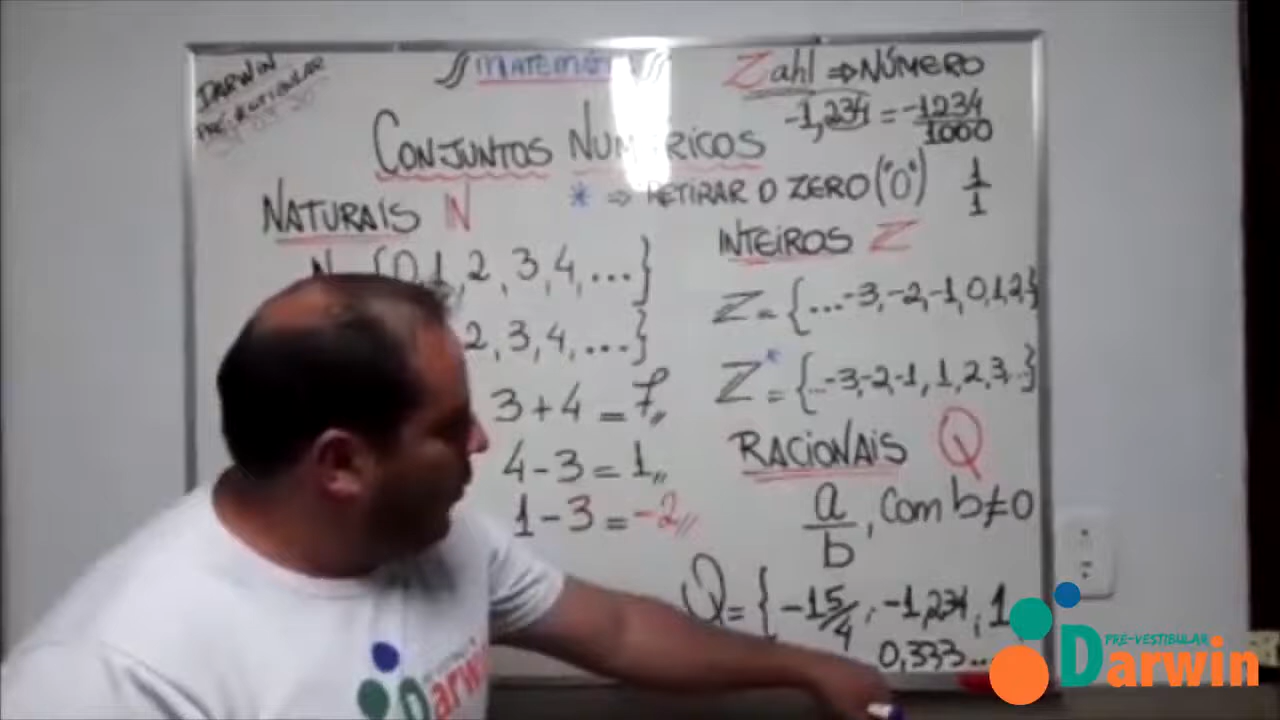 DARWIN
PRÉ-VESTIBULAR
MATEMÁ
Zahl ⇒ NÚMERO
-1,234 = -1234/1000
CONJUNTOS NUMÉRICOS
* ⇒ RETIRAR O ZERO ("0") 1/1
NATURAIS N
N {0,1,2,3,4,...}
2,3,4,...}
3+4=7
4-3=1
1-3=-2
INTEIROS Z
Z={...-3,-2,-1,0,1,2}
Z*={...-3,-2,-1,1,2,3...}
RACIONAIS Q
a/b, com b≠0
Q={-15/4, -1,234, 1
0,333...
PRÉ-VESTIBULAR
Darwin
Darwin